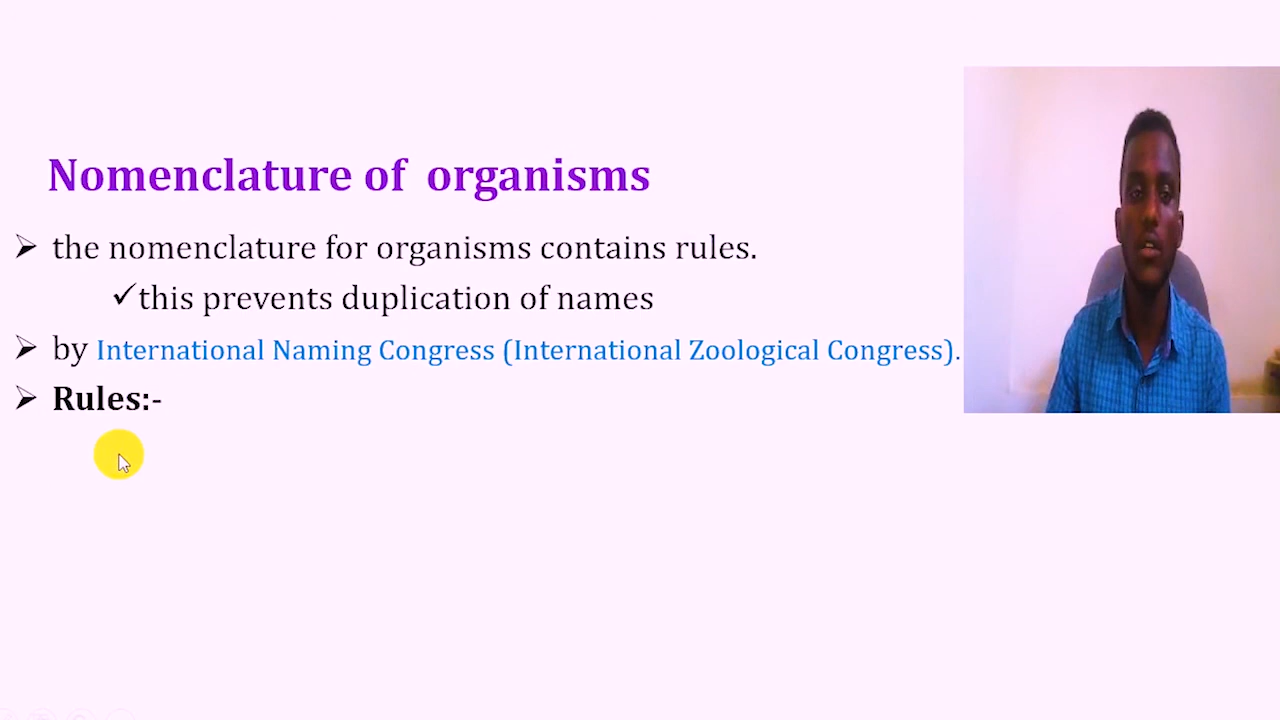 Nomenclature of organisms
➢ the nomenclature for organisms contains rules.
✓this prevents duplication of names
➢ by International Naming Congress (International Zoological Congress).
➢ Rules:-